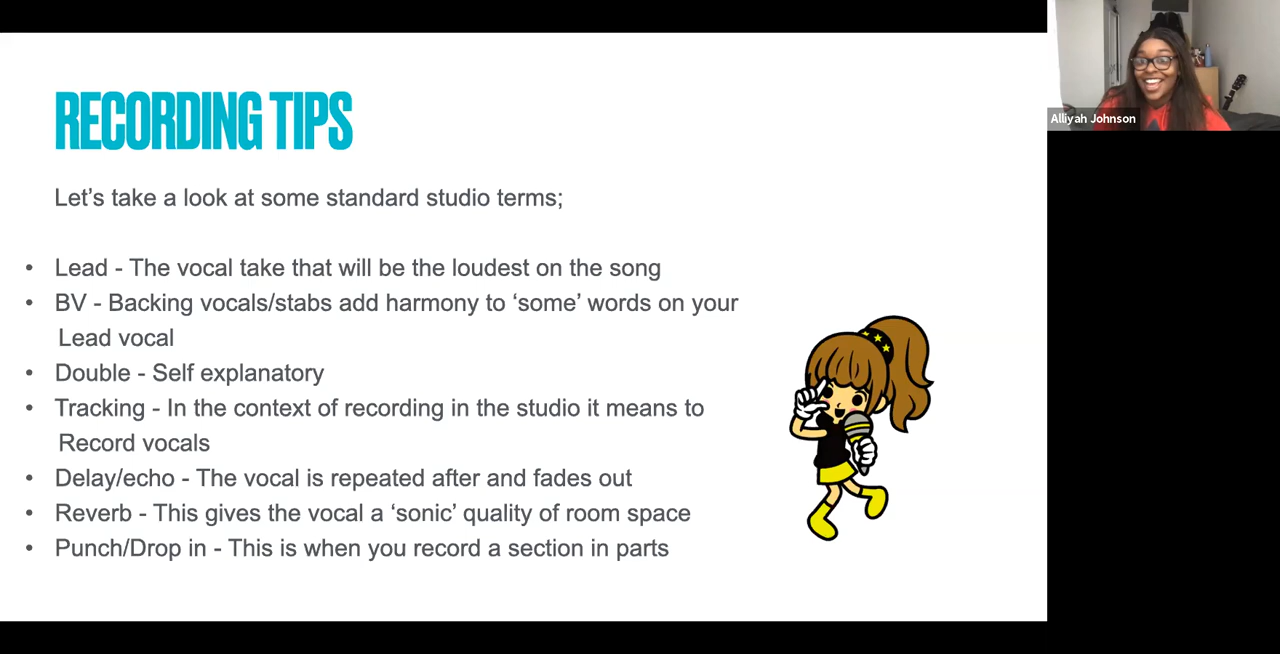 RECORDING TIPS
Let’s take a look at some standard studio terms;
• Lead - The vocal take that will be the loudest on the song
• BV - Backing vocals/stabs add harmony to ‘some’ words on your
Lead vocal
• Double - Self explanatory
• Tracking - In the context of recording in the studio it means to
Record vocals
• Delay/echo - The vocal is repeated after and fades out
• Reverb - This gives the vocal a ‘sonic’ quality of room space
• Punch/Drop in - This is when you record a section in parts
Alliyah Johnson